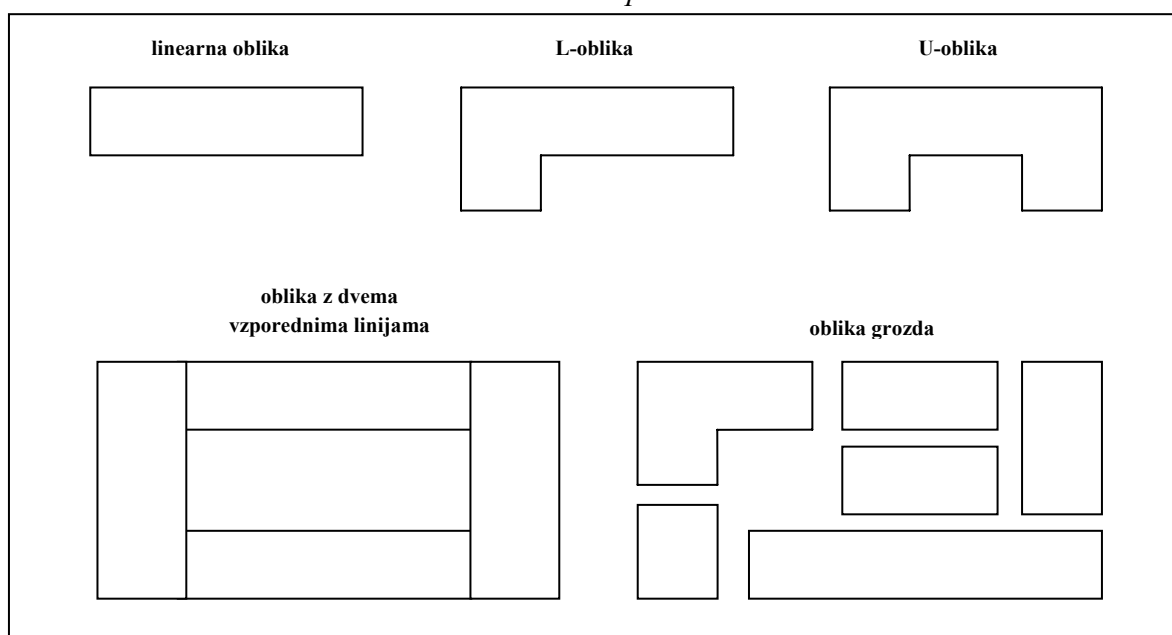 linearna oblika
L-oblika
U-oblika
oblika z dvema
vzporednima linijama
oblika grozda